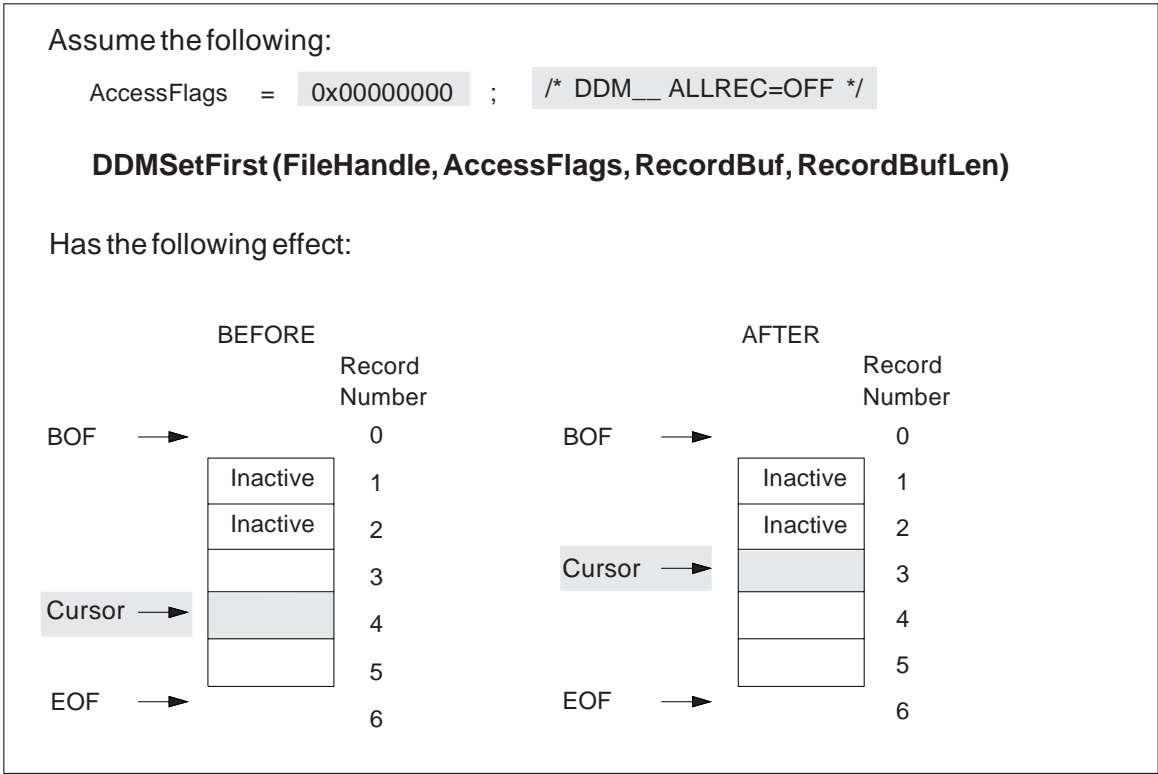 Assume the following:
AccessFlags = 0x00000000 ; /* DDM__ ALLREC=OFF */
DDMSetFirst (FileHandle, AccessFlags, RecordBuf, RecordBufLen)
Has the following effect:
BEFORE
Record
Number
BOF 0
Inactive 1
Inactive 2
3
Cursor 4
5
EOF
6
AFTER
Record
Number
BOF 0
Inactive 1
Inactive 2
Cursor 3
4
5
EOF
6